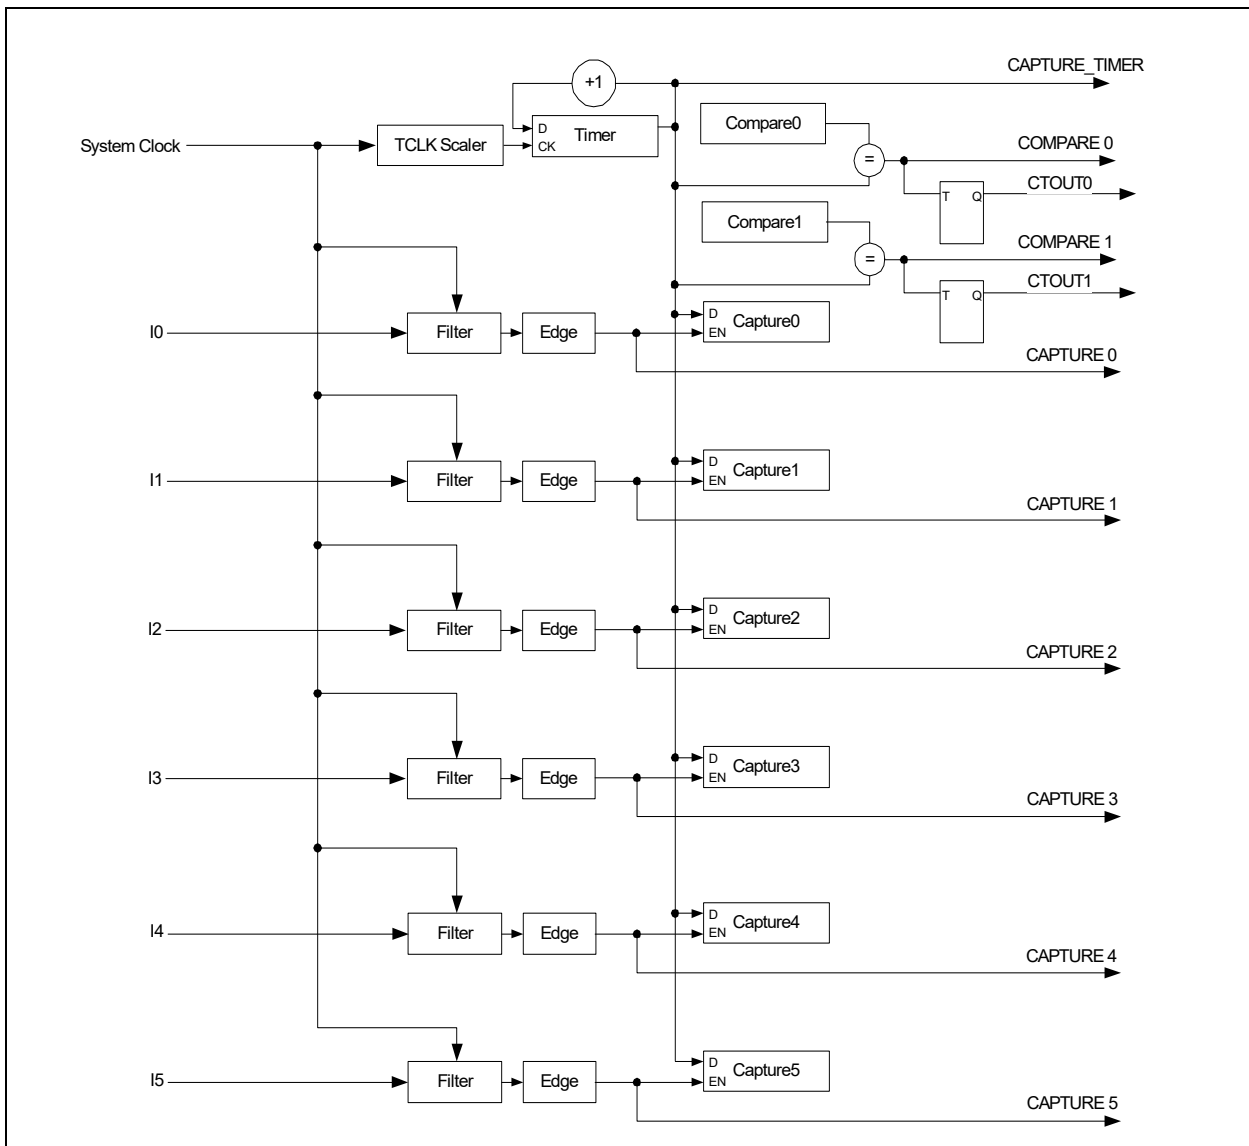 CAPTURE_TIMER
+1
D
CK
Timer
Compare0
System Clock
TCLK Scaler
COMPARE 0
=
CTOUT0
T Q
Compare1
COMPARE 1
=
CTOUT1
T Q
I0
Filter
Edge
D
EN
Capture0
CAPTURE 0
I1
Filter
Edge
D
EN
Capture1
CAPTURE 1
I2
Filter
Edge
D
EN
Capture2
CAPTURE 2
I3
Filter
Edge
D
EN
Capture3
CAPTURE 3
I4
Filter
Edge
D
EN
Capture4
CAPTURE 4
I5
Filter
Edge
D
EN
Capture5
CAPTURE 5